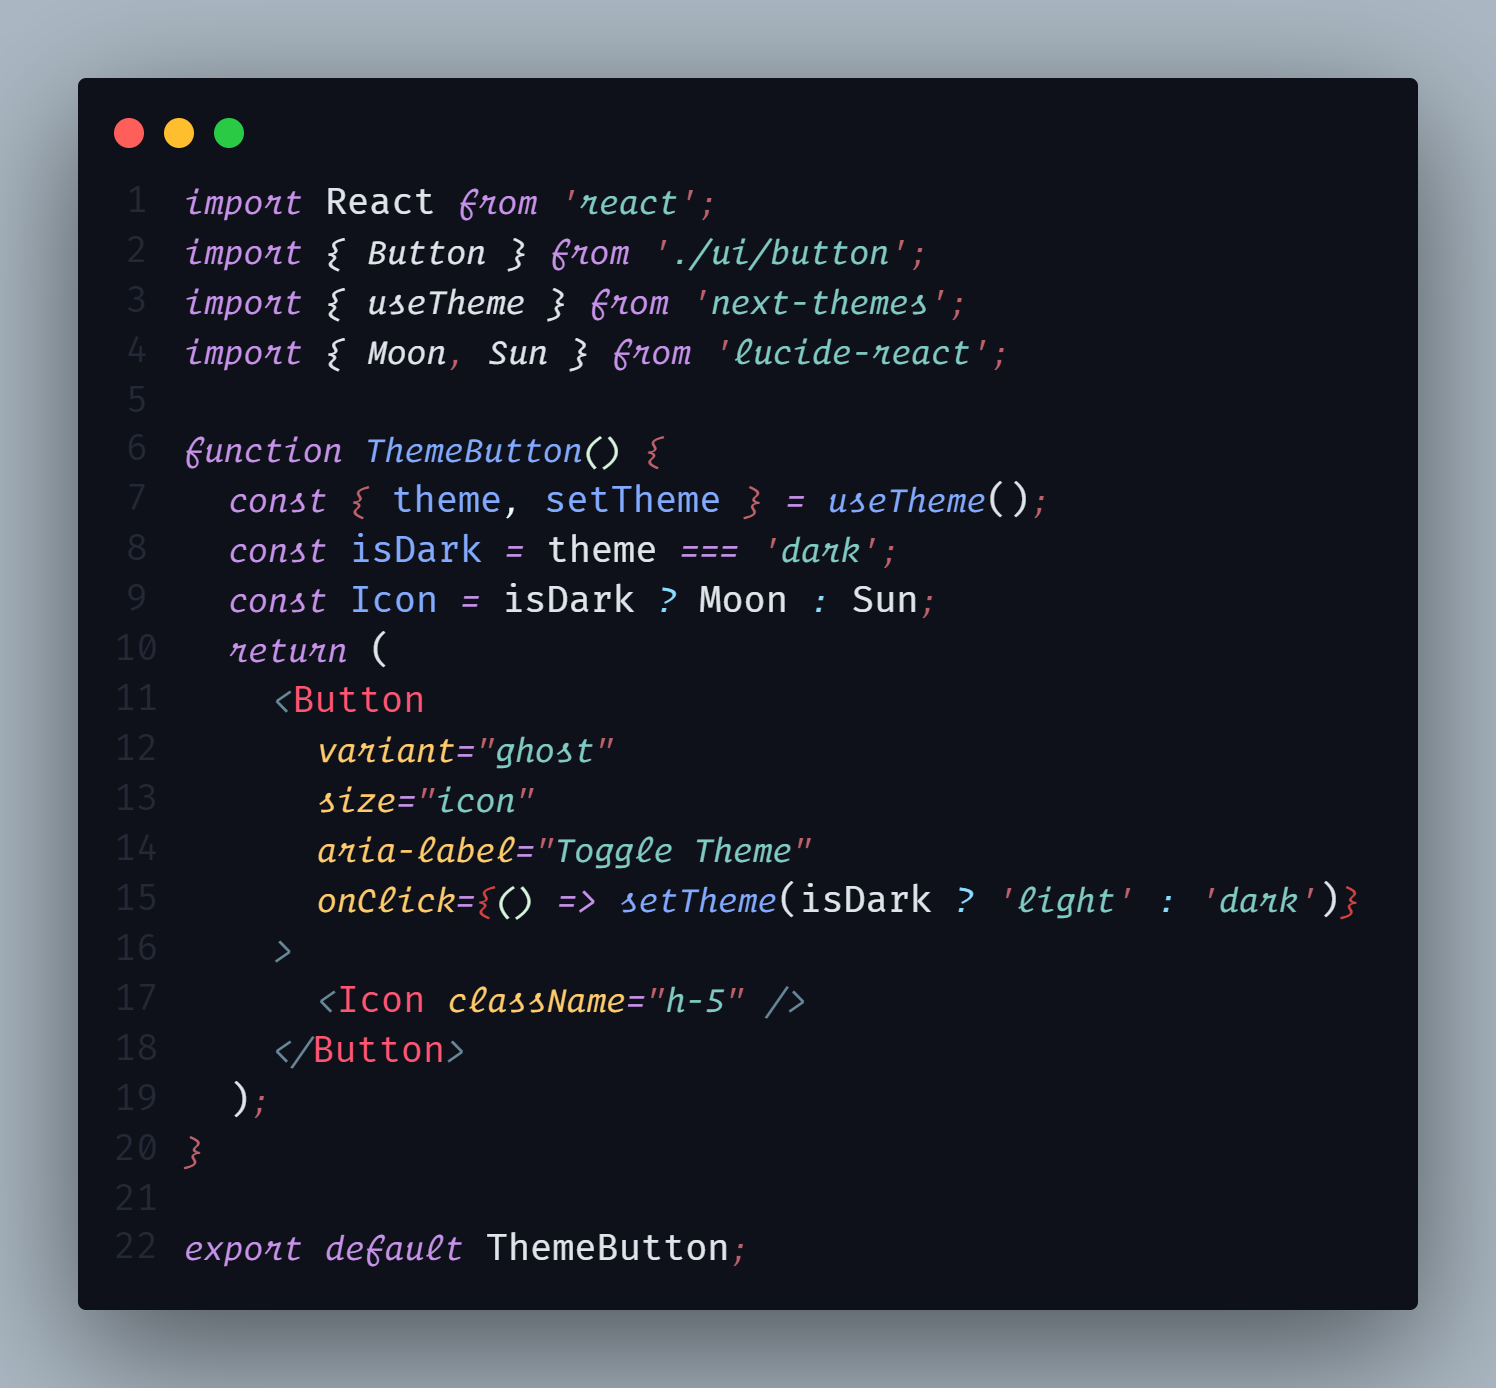 1 import React from 'react';
2 import { Button } from './ui/button';
3 import { useTheme } from 'next-themes';
4 import { Moon, Sun } from 'lucide-react';
5
6 function ThemeButton() {
7   const { theme, setTheme } = useTheme();
8   const isDark = theme === 'dark';
9   const Icon = isDark ? Moon : Sun;
10   return (
11     <Button
12       variant="ghost"
13       size="icon"
14       aria-label="Toggle Theme"
15       onClick={() => setTheme(isDark ? 'light' : 'dark')}
16     >
17       <Icon className="h-5" />
18     </Button>
19   );
20 }
21
22 export default ThemeButton;